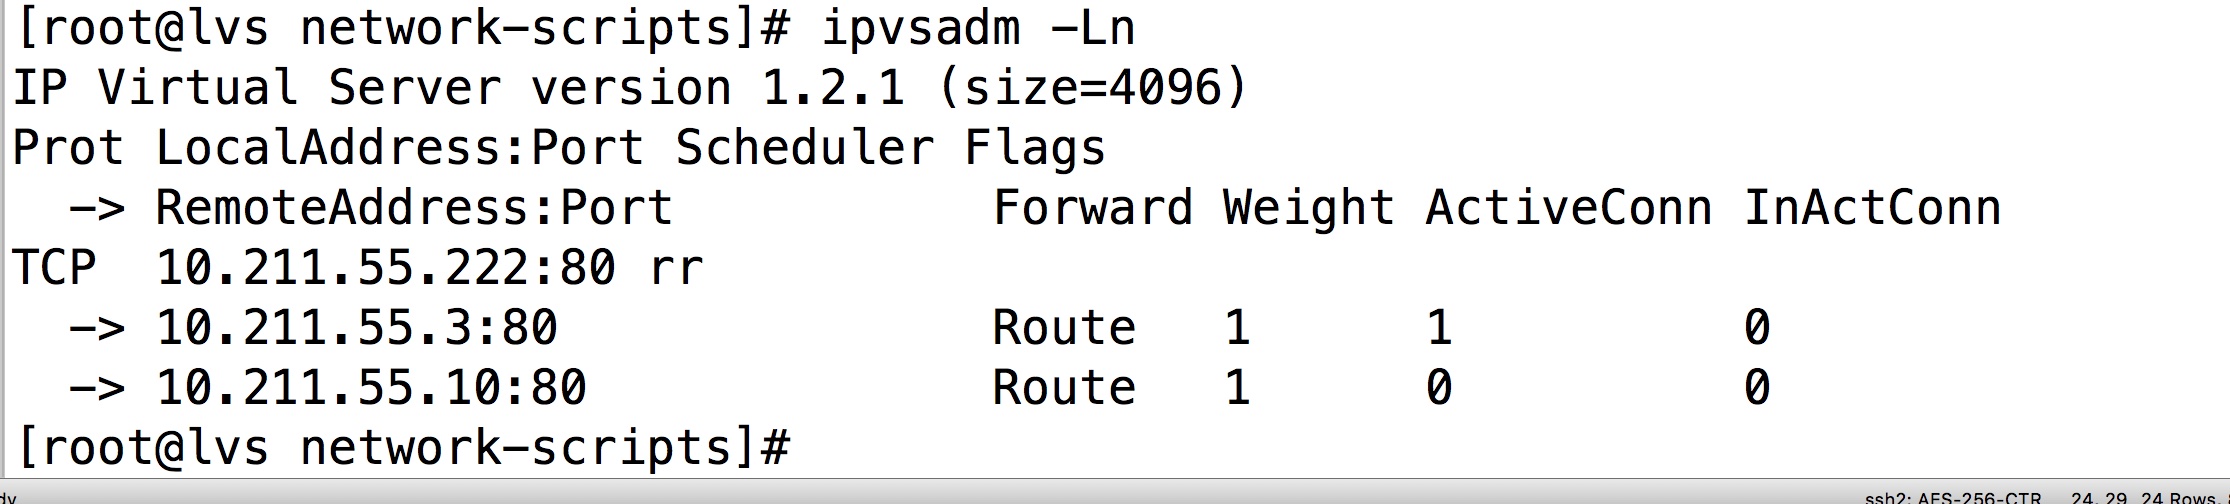 [root@lvs network-scripts]# ipvsadm -Ln
IP Virtual Server version 1.2.1 (size=4096)
Prot LocalAddress:Port Scheduler Flags
  -> RemoteAddress:Port           Forward Weight ActiveConn InActConn
TCP  10.211.55.222:80 rr
  -> 10.211.55.3:80               Route   1      1          0
  -> 10.211.55.10:80              Route   1      0          0
[root@lvs network-scripts]#
ssh2: AES-256-CTR 24, 29 24 Rows,